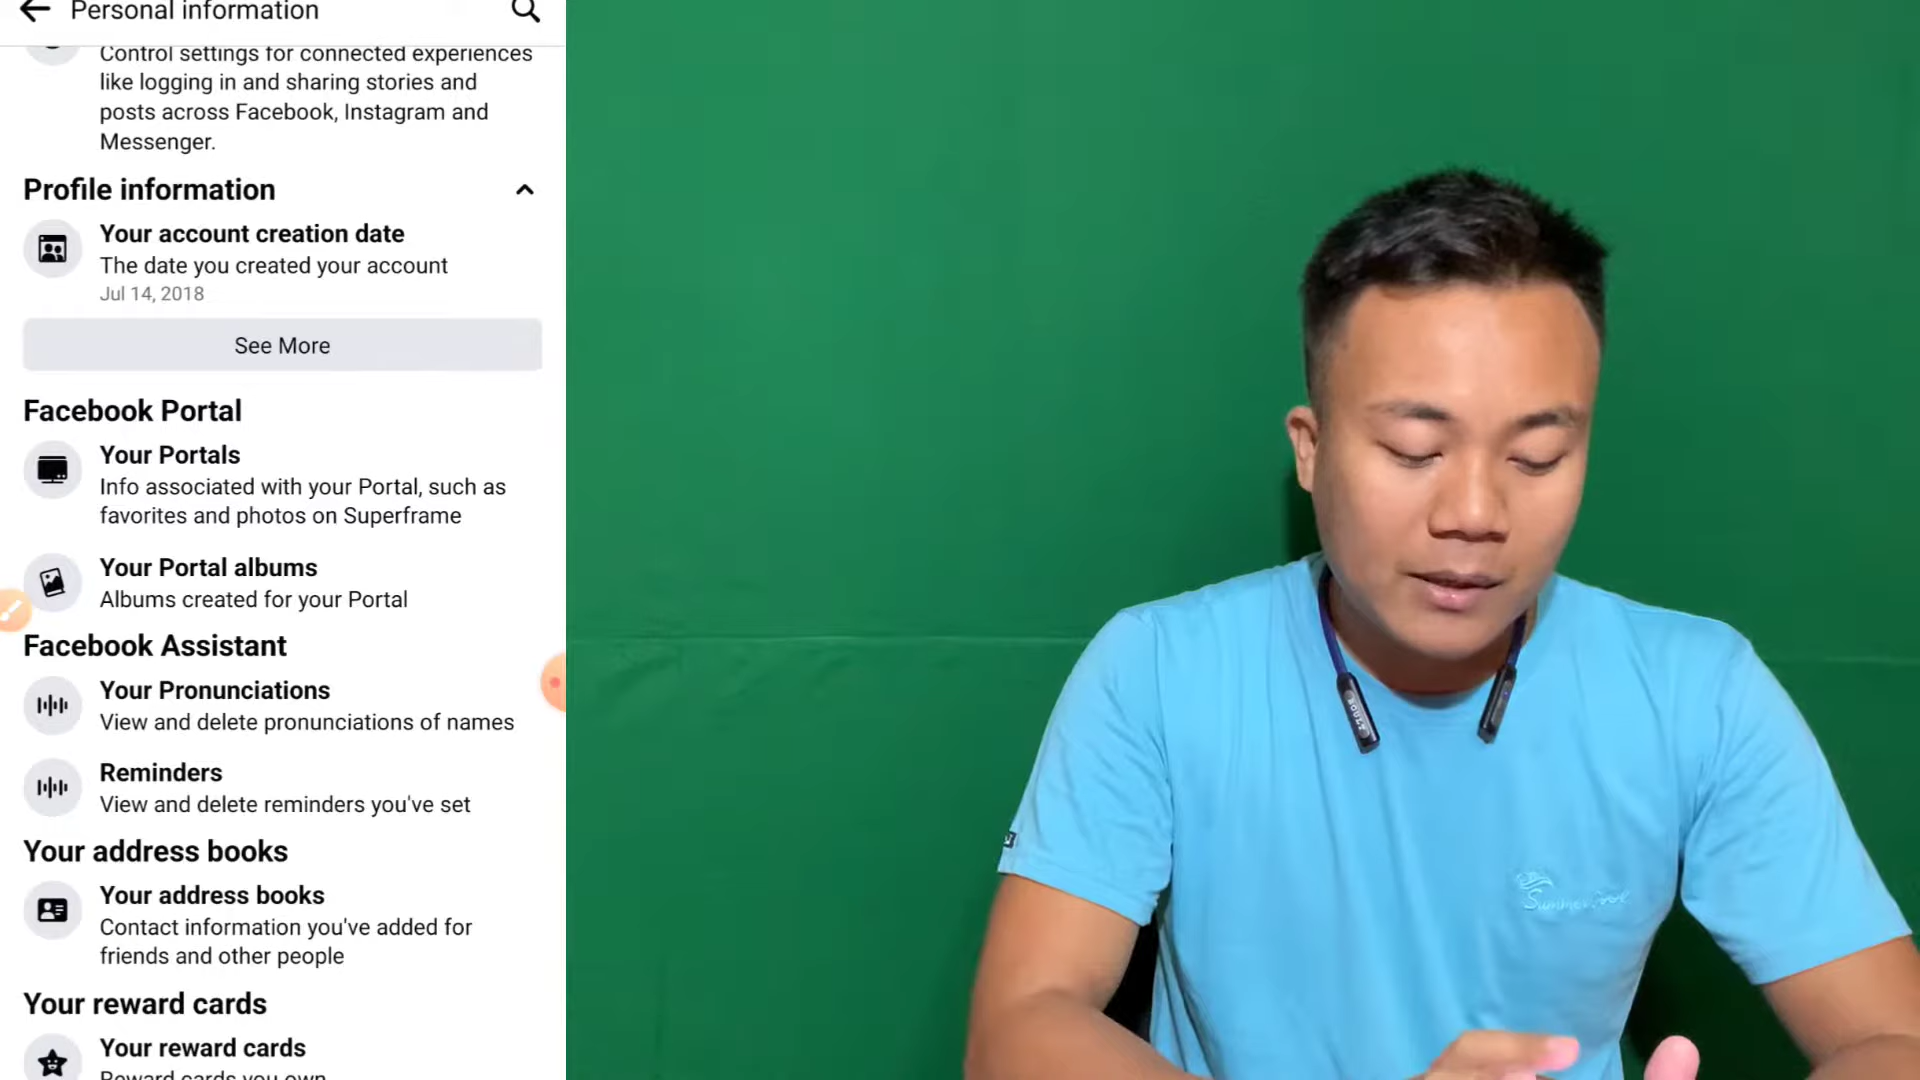 Personal information
Control settings for connected experiences
like logging in and sharing stories and
posts across Facebook, Instagram and
Messenger.
Profile information
Your account creation date
The date you created your account
Jul 14, 2018
See More
Facebook Portal
Your Portals
Info associated with your Portal, such as
favorites and photos on Superframe
Your Portal albums
Albums created for your Portal
Facebook Assistant
Your Pronunciations
View and delete pronunciations of names
Reminders
View and delete reminders you've set
Your address books
Your address books
Contact information you've added for
friends and other people
Your reward cards
Your reward cards
Reward cards you own
BOULT